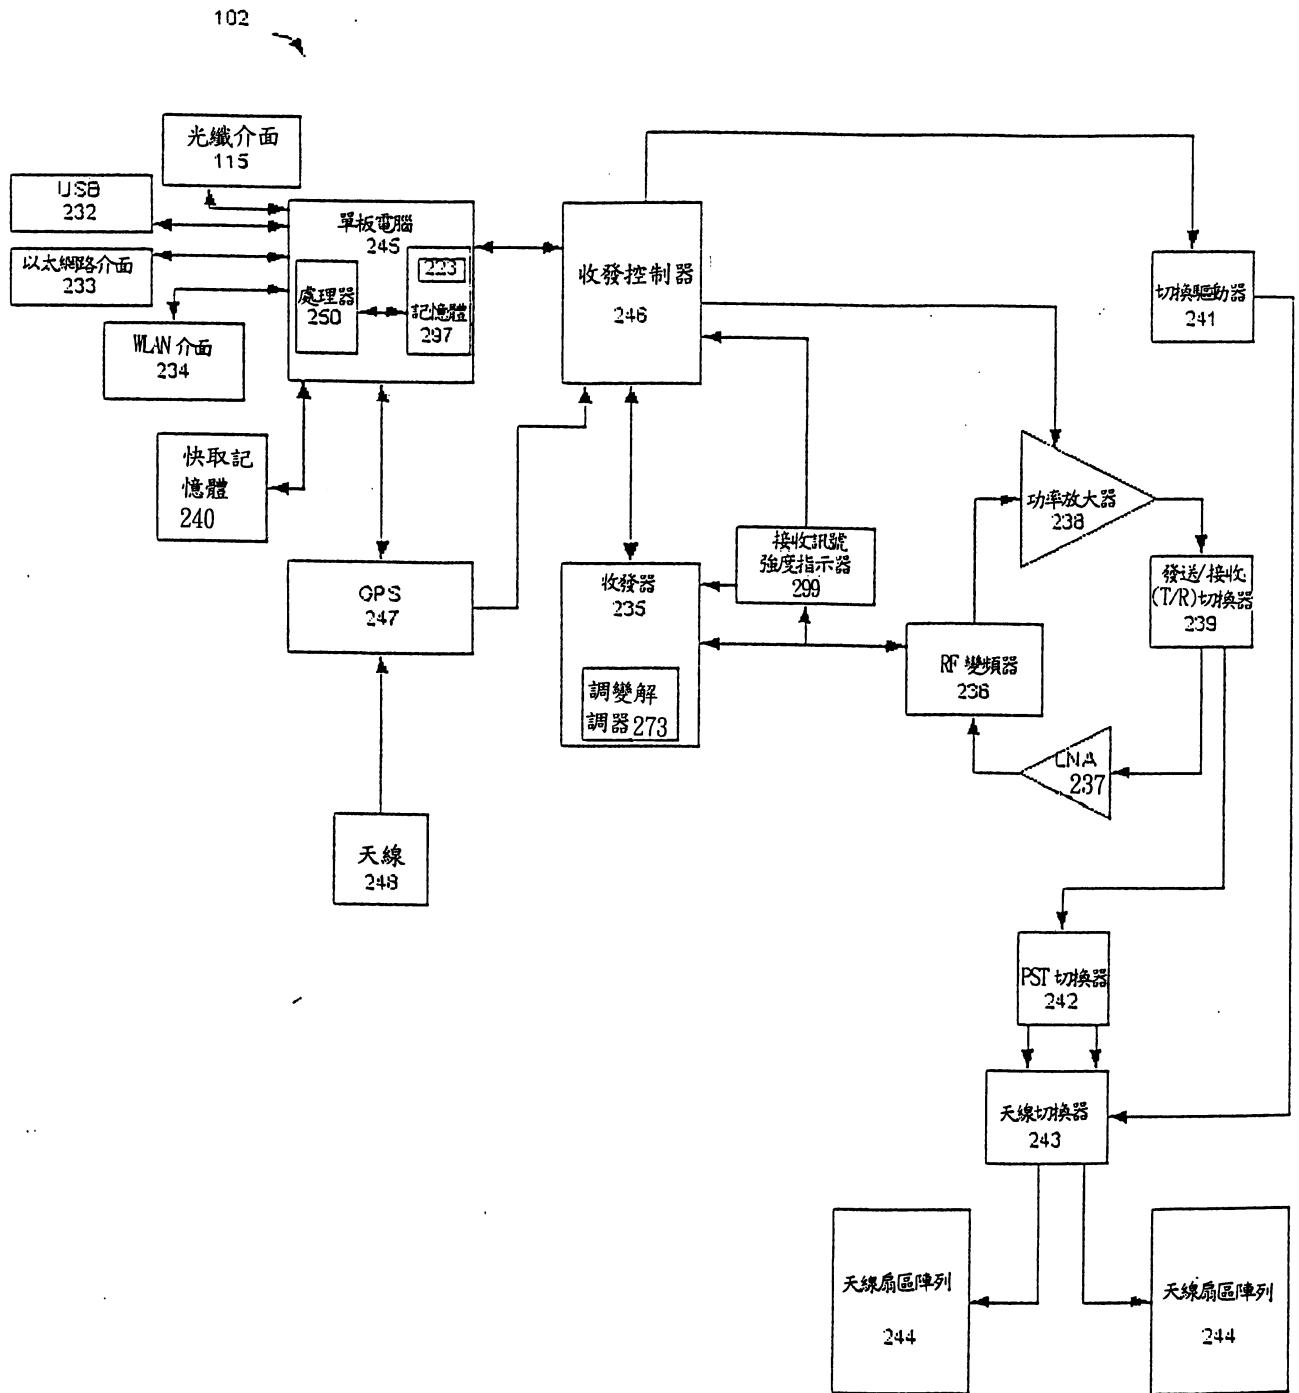 102
光纖介面
115
USB
232
以太網路介面
233
WLAN 介面
234
單板電腦
245
處理器
250
223
記憶體
297
快取記
憶體
240
GPS
247
天線
248
收發控制器
246
收發器
235
調變解
調器273
接收訊號
強度指示器
299
RF 變頻器
236
功率放大器
238
LNA
237
切換驅動器
241
發送/接收
(T/R)切換器
239
PST 切換器
242
天線切換器
243
天線扇區陣列
244
天線扇區陣列
244